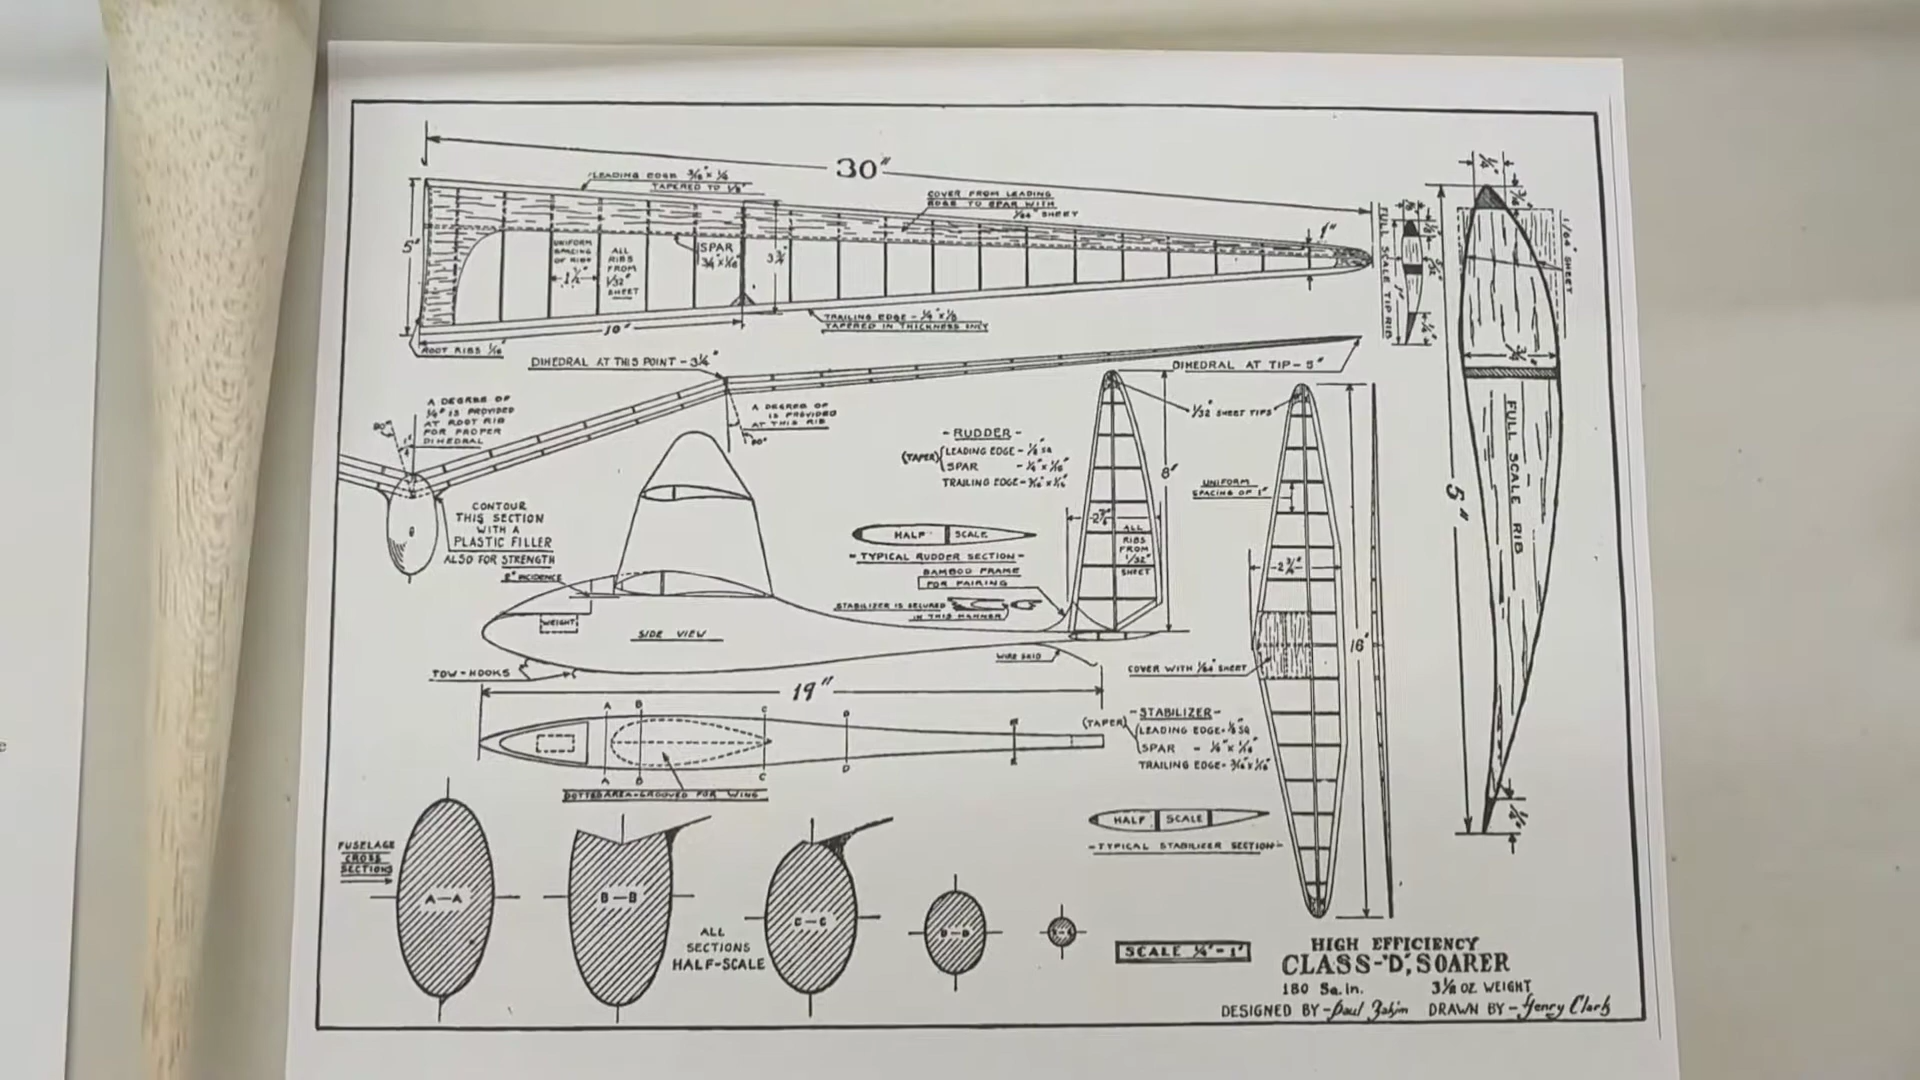 30"
LEADING EDGE 3/16" x 1/4"
TAPERED TO 1/8"
COVER FROM LEADING
EDGE TO SPAR WITH
1/64" SHEET
5"
UNIFORM
SPACING
OF RIBS
1 1/2"
ALL
RIBS
FROM
1/32"
SHEET
SPAR
10"
TRAILING EDGE - 1/4" x 1/8"
TAPERED IN THICKNESS ONLY
ROOT RIBS 1/16"
FULL SCALE TIP RIB
1/4"
1/64" SHEET
3/4"
FULL SCALE RIB
5"
DIHEDRAL AT THIS POINT - 3 1/4"
DIHEDRAL AT TIP - 5"
A DEGREE OF
1/4" IS PROVIDED
AT ROOT RIB
FOR PROPER
DIHEDRAL
A DEGREE OF
IS PROVIDED
AT THIS RIB
90°
CONTOUR
THIS SECTION
WITH A
PLASTIC FILLER
ALSO FOR STRENGTH
- RUDDER -
(TAPER)
LEADING EDGE - 1/8" SQ
SPAR - 1/4" x 1/16"
TRAILING EDGE - 3/16" x 1/16"
1/32" SHEET TIPS
8"
ALL
RIBS
FROM
1/32"
SHEET
UNIFORM
SPACING OF 1"
2 3/4"
16"
HALF SCALE
- TYPICAL RUDDER SECTION -
BAMBOO FRAME
FOR FAIRING
STABILIZER IS SECURED
IN THIS MANNER
2° INCIDENCE
WEIGHT
SIDE VIEW
TOW-HOOKS
WIRE SKID
COVER WITH 1/64" SHEET
19"
A B C D
A C D
DOTTED AREA - GROOVED FOR WING
- STABILIZER -
(TAPER)
LEADING EDGE - 1/8" SQ
SPAR - 1/8" x 1/16"
TRAILING EDGE - 3/16" x 1/16"
HALF SCALE
- TYPICAL STABILIZER SECTION -
FUSELAGE
CROSS
SECTIONS
A-A
B-B
C-C
D-D
ALL
SECTIONS
HALF-SCALE
SCALE 1/4" - 1"
HIGH EFFICIENCY
CLASS-"D", SOARER
180 Sq.In. 3 1/8 OZ WEIGHT
DESIGNED BY - Paul DRAWN BY - Henry Clark